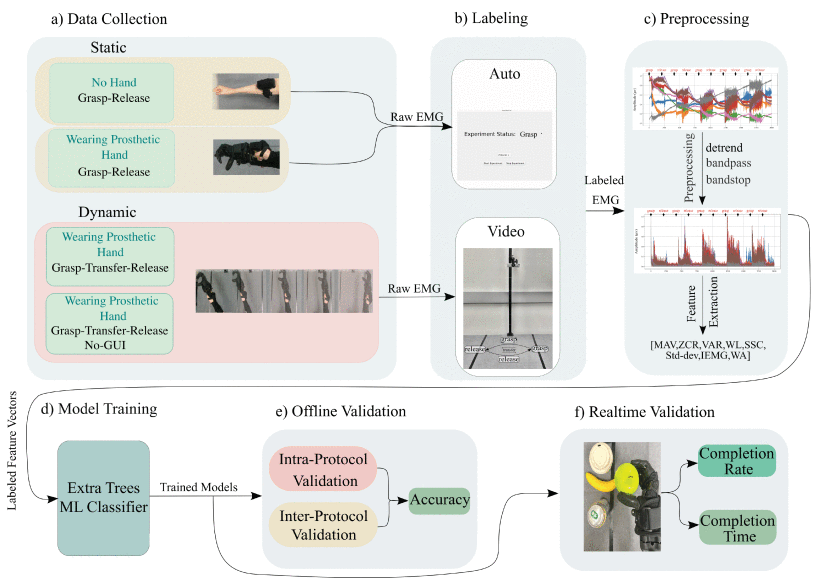 a) Data Collection
Static
No Hand
Grasp-Release
Wearing Prosthetic
Hand
Grasp-Release
Dynamic
Wearing Prosthetic
Hand
Grasp-Transfer-Release
Wearing Prosthetic
Hand
Grasp-Transfer-Release
No-GUI
Raw EMG
Raw EMG
b) Labeling
Auto
Experiment Status: Grasp
Video
grasp
release
grasp
release
Labeled
EMG
c) Preprocessing
Preprocessing
detrend
bandpass
bandstop
Feature
Extraction
[MAV,ZCR,VAR,WL,SSC,
Std-dev,IEMG,WA]
Labeled Feature Vectors
d) Model Training
Extra Trees
ML Classifier
Trained Models
e) Offline Validation
Intra-Protocol
Validation
Inter-Protocol
Validation
Accuracy
f) Realtime Validation
Completion
Rate
Completion
Time